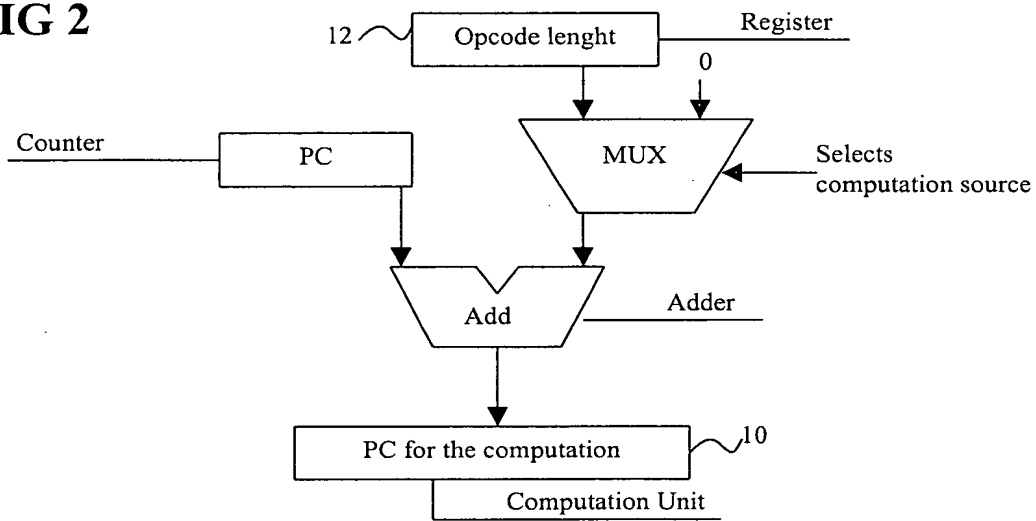 IG 2
12
Opcode lenght
Register
0
Counter
PC
MUX
Selects
computation source
Add
Adder
PC for the computation
10
Computation Unit